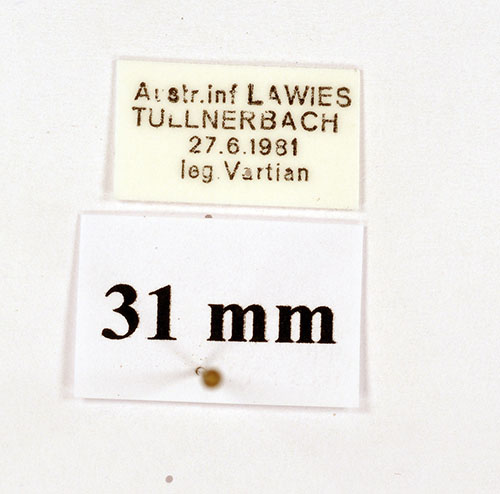 Austr.inf LAWIES
TULLNERBACH
27.6.1981
leg.Vartian
31 mm